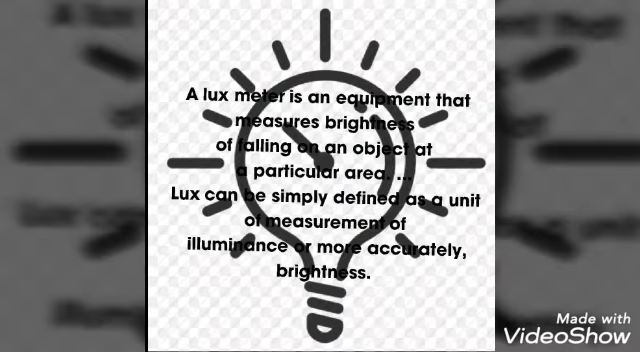 A lux meter is an equipment that
measures brightness
of falling on an object at
a particular area. ...
Lux can be simply defined as a unit
of measurement of
illuminance or more accurately,
brightness.
Made with
VideoShow